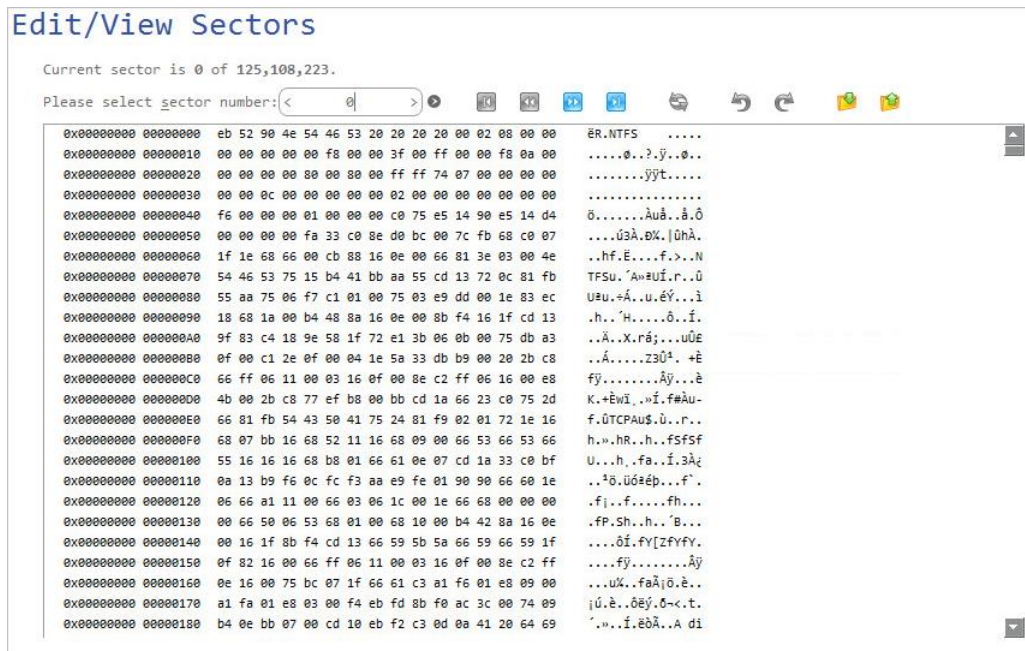 Edit/View Sectors
Current sector is 0 of 125,108,223.
Please select sector number: < 0 >
0x00000000 00000000 eb 52 90 4e 54 46 53 20 20 20 20 00 02 08 00 00 ëR.NTFS .....
0x00000000 00000010 00 00 00 00 00 f8 00 00 3f 00 ff 00 00 f8 0a 00 .....ø..?.ÿ..ø..
0x00000000 00000020 00 00 00 00 80 00 80 00 ff ff 74 07 00 00 00 00 ........ÿÿt.....
0x00000000 00000030 00 00 0c 00 00 00 00 00 02 00 00 00 00 00 00 00 ................
0x00000000 00000040 f6 00 00 00 01 00 00 00 c0 75 e5 14 90 e5 14 d4 ö.......Àuå..å.Ô
0x00000000 00000050 00 00 00 00 fa 33 c0 8e d0 bc 00 7c fb 68 c0 07 ....ú3À.Ð¼.|ûhÀ.
0x00000000 00000060 1f 1e 68 66 00 cb 88 16 0e 00 66 81 3e 03 00 4e ..hf.Ë....f.>..N
0x00000000 00000070 54 46 53 75 15 b4 41 bb aa 55 cd 13 72 0c 81 fb TFSu.´A»ªUÍ.r..û
0x00000000 00000080 55 aa 75 06 f7 c1 01 00 75 03 e9 dd 00 1e 83 ec Uªu.÷Á..u.éÝ...ì
0x00000000 00000090 18 68 1a 00 b4 48 8a 16 0e 00 8b f4 16 1f cd 13 .h..´H.....ô..Í.
0x00000000 000000A0 9f 83 c4 18 9e 58 1f 72 e1 3b 06 0b 00 75 db a3 ..Ä..X.rá;...uÛ£
0x00000000 000000B0 0f 00 c1 2e 0f 00 04 1e 5a 33 db b9 00 20 2b c8 ..Á.....Z3Û¹. +È
0x00000000 000000C0 66 ff 06 11 00 03 16 0f 00 8e c2 ff 06 16 00 e8 fÿ........Âÿ...è
0x00000000 000000D0 4b 00 2b c8 77 ef b8 00 bb cd 1a 66 23 c0 75 2d K.+Èwï¸.»Í.f#Àu-
0x00000000 000000E0 66 81 fb 54 43 50 41 75 24 81 f9 02 01 72 1e 16 f.ûTCPAu$.ù..r..
0x00000000 000000F0 68 07 bb 16 68 52 11 16 68 09 00 66 53 66 53 66 h.».hR..h..fSfSf
0x00000000 00000100 55 16 16 16 68 b8 01 66 61 0e 07 cd 1a 33 c0 bf U...h¸.fa..Í.3À¿
0x00000000 00000110 0a 13 b9 f6 0c fc f3 aa e9 fe 01 90 90 66 60 1e ..¹ö.üóªéþ...f`.
0x00000000 00000120 06 66 a1 11 00 66 03 06 1c 00 1e 66 68 00 00 00 .f¡..f.....fh...
0x00000000 00000130 00 66 50 06 53 68 01 00 68 10 00 b4 42 8a 16 0e .fP.Sh..h..´B...
0x00000000 00000140 00 16 1f 8b f4 cd 13 66 59 5b 5a 66 59 66 59 1f ....ôÍ.fY[ZfYfY.
0x00000000 00000150 0f 82 16 00 66 ff 06 11 00 03 16 0f 00 8e c2 ff ....fÿ........Âÿ
0x00000000 00000160 0e 16 00 75 bc 07 1f 66 61 c3 a1 f6 01 e8 09 00 ...u¼..faÃ¡ö.è..
0x00000000 00000170 a1 fa 01 e8 03 00 f4 eb fd 8b f0 ac 3c 00 74 09 ¡ú.è..ôëý.ð¬<.t.
0x00000000 00000180 b4 0e bb 07 00 cd 10 eb f2 c3 0d 0a 41 20 64 69 ´.»..Í.ëòÃ..A di